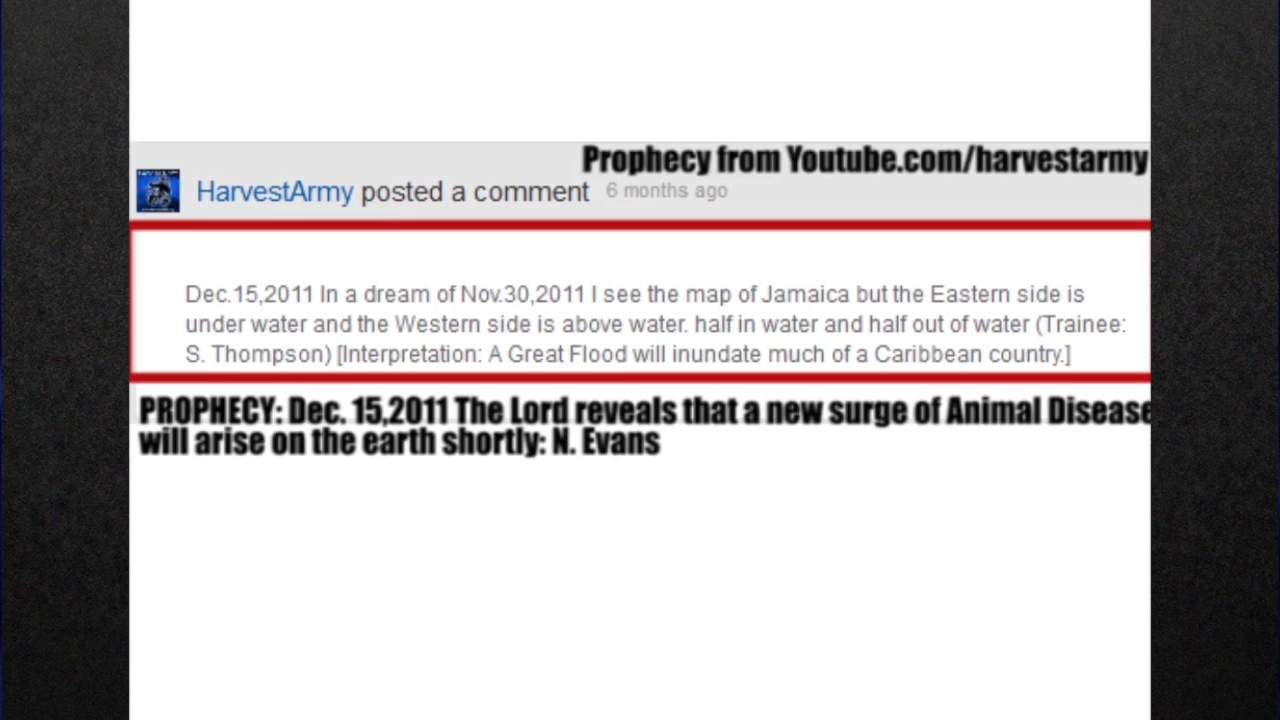 Prophecy from Youtube.com/harvestarmy
HarvestArmy posted a comment 6 months ago
Dec.15,2011 In a dream of Nov.30,2011 I see the map of Jamaica but the Eastern side is
under water and the Western side is above water. half in water and half out of water (Trainee:
S. Thompson) [Interpretation: A Great Flood will inundate much of a Caribbean country.]
PROPHECY: Dec. 15,2011 The Lord reveals that a new surge of Animal Disease
will arise on the earth shortly: N. Evans